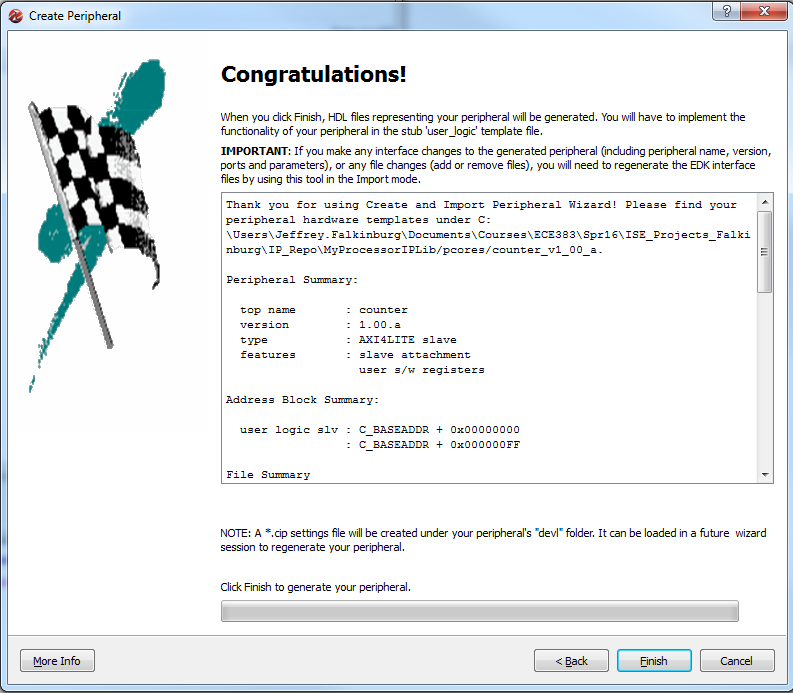 Create Peripheral
?
Congratulations!
When you click Finish, HDL files representing your peripheral will be generated. You will have to implement the
functionality of your peripheral in the stub 'user_logic' template file.
IMPORTANT: If you make any interface changes to the generated peripheral (including peripheral name, version,
ports and parameters), or any file changes (add or remove files), you will need to regenerate the EDK interface
files by using this tool in the Import mode.
Thank you for using Create and Import Peripheral Wizard! Please find your
peripheral hardware templates under C:
\Users\Jeffrey.Falkinburg\Documents\Courses\ECE383\Spr16\ISE_Projects_Falki
nburg\IP_Repo\MyProcessorIPLib/pcores/counter_v1_00_a.
Peripheral Summary:
top name : counter
version : 1.00.a
type : AXI4LITE slave
features : slave attachment
user s/w registers
Address Block Summary:
user logic slv : C_BASEADDR + 0x00000000
: C_BASEADDR + 0x000000FF
File Summary
NOTE: A *.cip settings file will be created under your peripheral's "devl" folder. It can be loaded in a future wizard
session to regenerate your peripheral.
Click Finish to generate your peripheral.
More Info
< Back
Finish
Cancel